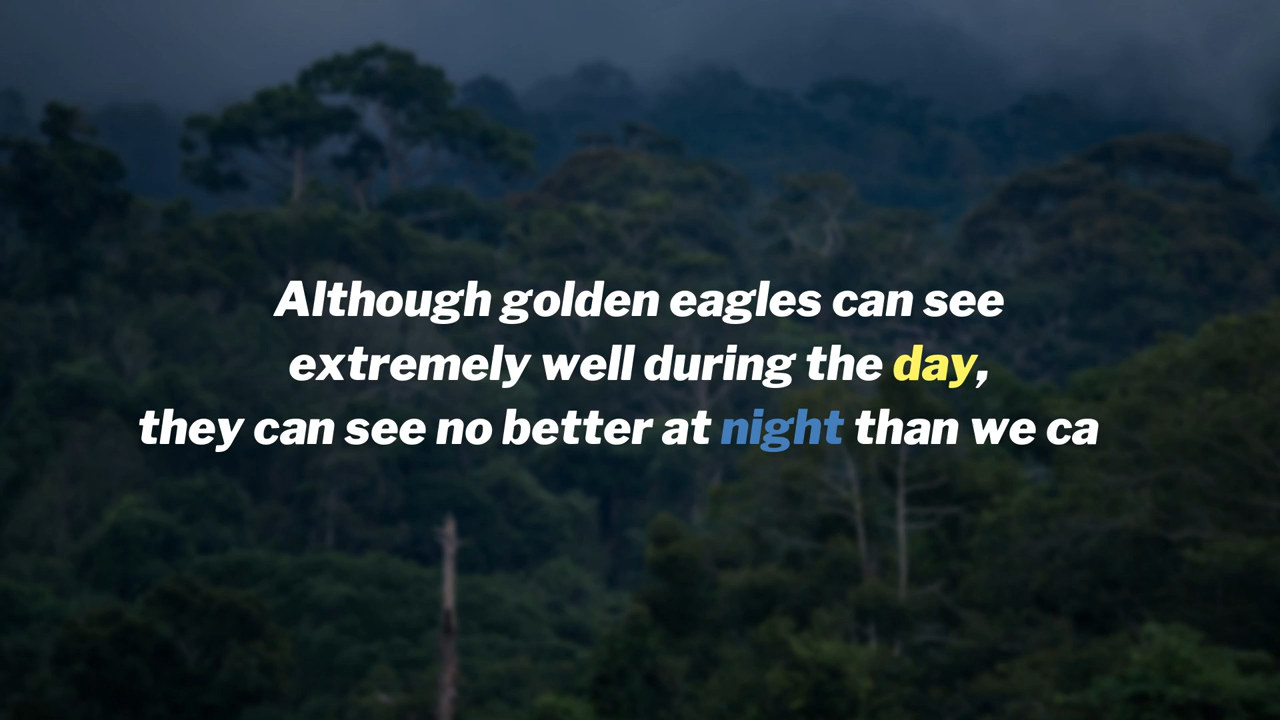 Although golden eagles can see
extremely well during the day,
they can see no better at night than we ca